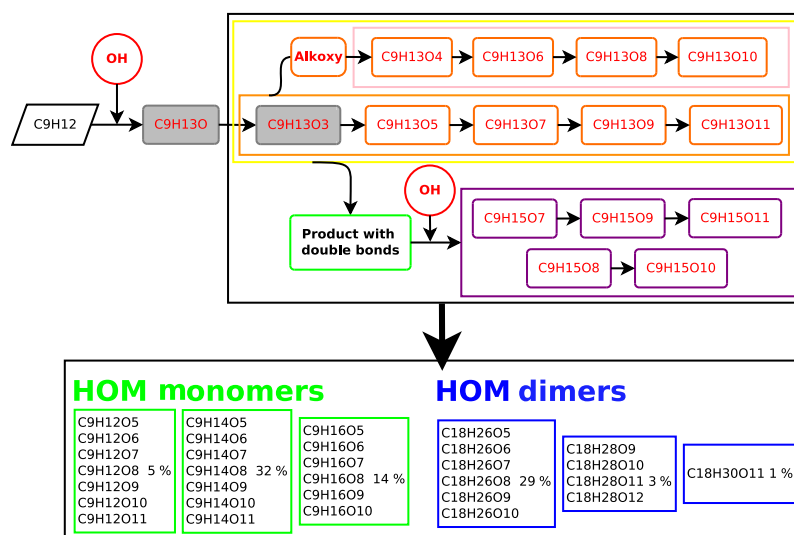 OH
Alkoxy
C9H13O4
C9H13O6
C9H13O8
C9H13O10
C9H12
C9H13O
C9H13O3
C9H13O5
C9H13O7
C9H13O9
C9H13O11
OH
Product with
double bonds
C9H15O7
C9H15O9
C9H15O11
C9H15O8
C9H15O10
HOM monomers
C9H12O5
C9H12O6
C9H12O7
C9H12O8 5 %
C9H12O9
C9H12O10
C9H12O11
C9H14O5
C9H14O6
C9H14O7
C9H14O8 32 %
C9H14O9
C9H14O10
C9H14O11
C9H16O5
C9H16O6
C9H16O7
C9H16O8 14 %
C9H16O9
C9H16O10
HOM dimers
C18H26O5
C18H26O6
C18H26O7
C18H26O8 29 %
C18H26O9
C18H26O10
C18H28O9
C18H28O10
C18H28O11 3 %
C18H28O12
C18H30O11 1 %